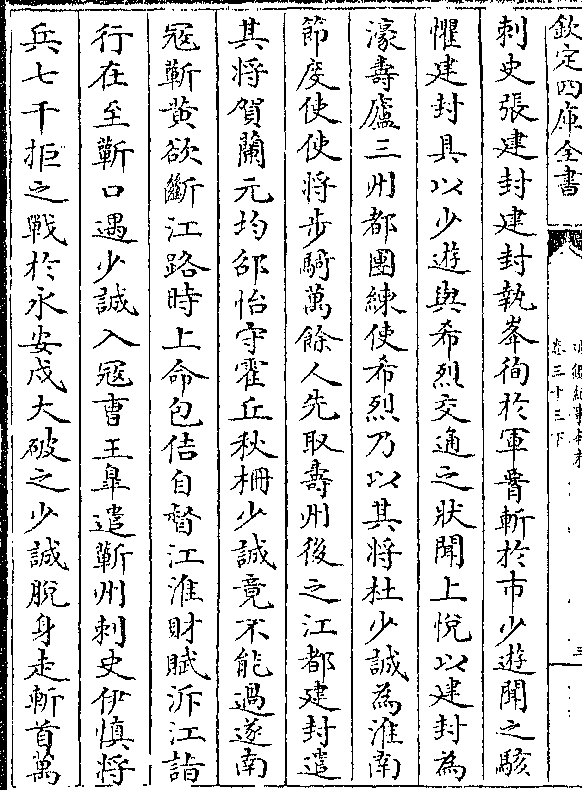 欽定四庫全書
卷三十三下
刺史張建封建封執峯徇於軍腰斬於市少遊聞之駭
懼建封具以少遊與希烈交通之狀聞上悅以建封為
濠壽廬三州都團練使希烈乃以其將杜少誠為淮南
節度使使將步騎萬餘人先取壽州後之江都建封遣
其將賀蘭元均邵怡守霍丘秋柵少誠竟不能過遂南
寇蘄黄欲斷江路時上命包佶自督江淮財賦泝江詣
行在至蘄口遇少誠入寇曹王臯遣蘄州刺史伊慎將
兵七千拒之戰於永安戍大破之少誠脫身走斬首萬